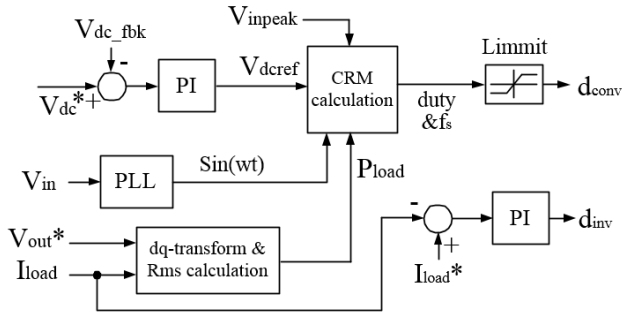 Vinpeak
Vdc_fbk
-
Limmit
PI
Vdcref
CRM
calculation
Vdc*+
duty
&fs
dconv
Sin(wt)
Pload
Vin
PLL
-
PI
dinv
Vout*
dq-transform &
Rms calculation
+
Iload
Iload*